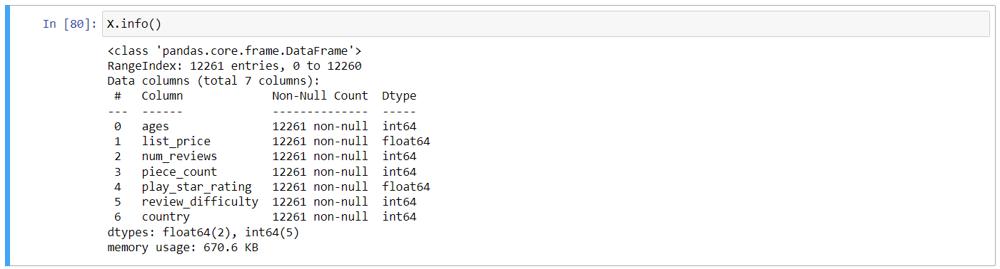 In [80]: X.info()
<class 'pandas.core.frame.DataFrame'>
RangeIndex: 12261 entries, 0 to 12260
Data columns (total 7 columns):
 #   Column             Non-Null Count  Dtype
---  ------             --------------  -----
 0   ages               12261 non-null  int64
 1   list_price         12261 non-null  float64
 2   num_reviews        12261 non-null  int64
 3   piece_count        12261 non-null  int64
 4   play_star_rating   12261 non-null  float64
 5   review_difficulty  12261 non-null  int64
 6   country            12261 non-null  int64
dtypes: float64(2), int64(5)
memory usage: 670.6 KB